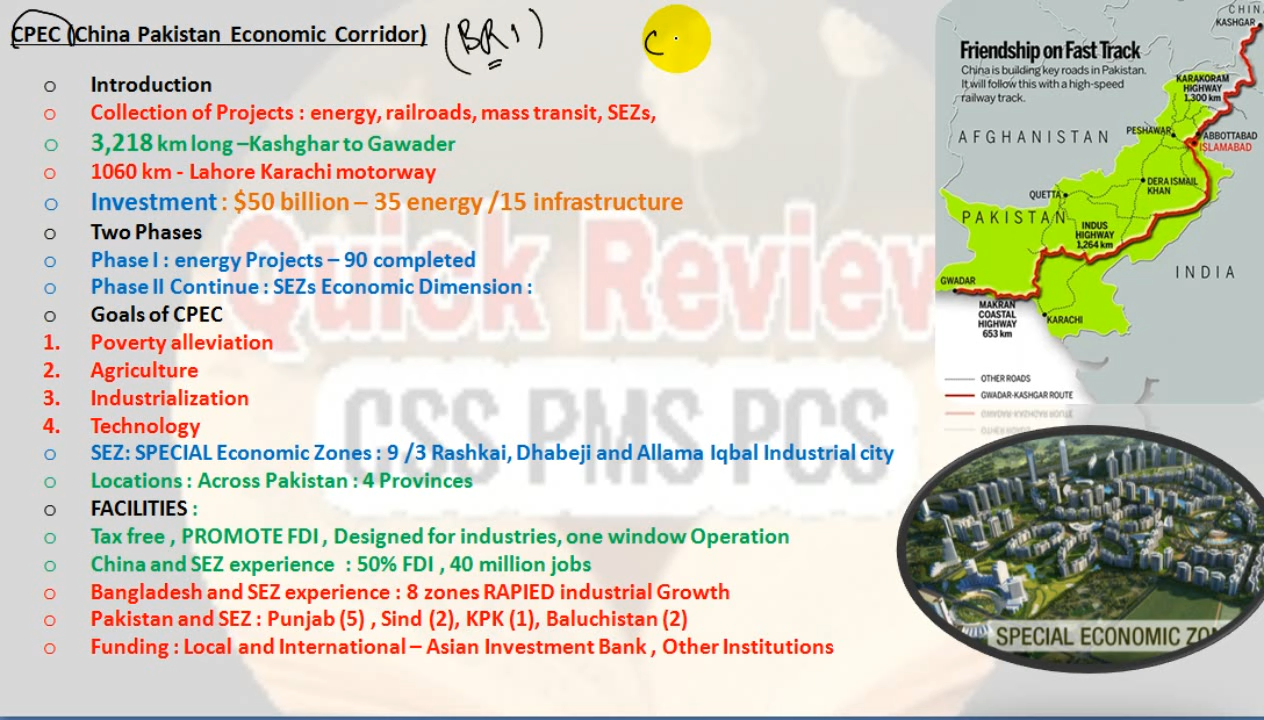 CPEC (China Pakistan Economic Corridor) (BRI) C
Introduction
Collection of Projects : energy, railroads, mass transit, SEZs,
3,218 km long –Kashghar to Gawader
1060 km - Lahore Karachi motorway
Investment : $50 billion – 35 energy /15 infrastructure
Two Phases
Phase I : energy Projects – 90 completed
Phase II Continue : SEZs Economic Dimension :
Goals of CPEC
1. Poverty alleviation
2. Agriculture
3. Industrialization
4. Technology
SEZ: SPECIAL Economic Zones : 9 /3 Rashkai, Dhabeji and Allama Iqbal Industrial city
Locations : Across Pakistan : 4 Provinces
FACILITIES :
Tax free , PROMOTE FDI , Designed for industries, one window Operation
China and SEZ experience : 50% FDI , 40 million jobs
Bangladesh and SEZ experience : 8 zones RAPIED industrial Growth
Pakistan and SEZ : Punjab (5) , Sind (2), KPK (1), Baluchistan (2)
Funding : Local and International – Asian Investment Bank , Other Institutions
Quick Review
CSS PMS PCS
CHIN
KASHGAR
Friendship on Fast Track
China is building key roads in Pakistan.
It will follow this with a high-speed
railway track.
KARAKORAM
HIGHWAY
1,300 km
AFGHANISTAN
PESHAWAR
ABBOTTABAD
ISLAMABAD
DERA ISMAIL
KHAN
QUETTA
PAKISTAN
INDUS
HIGHWAY
1,264 km
INDIA
GWADAR
MAKRAN
COASTAL
HIGHWAY
653 km
KARACHI
OTHER ROADS
GWADAR-KASHGAR ROUTE
SPECIAL ECONOMIC ZON